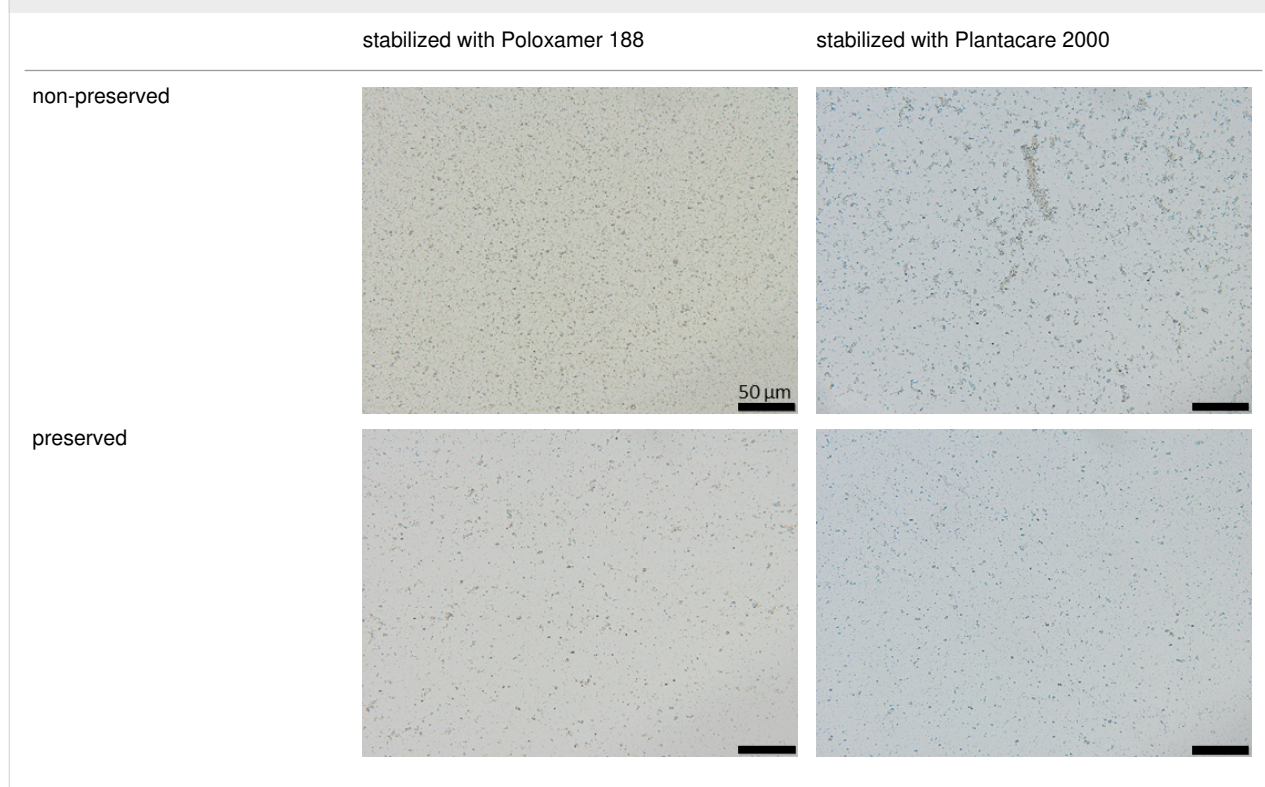 stabilized with Poloxamer 188
stabilized with Plantacare 2000
non-preserved
50 µm
preserved